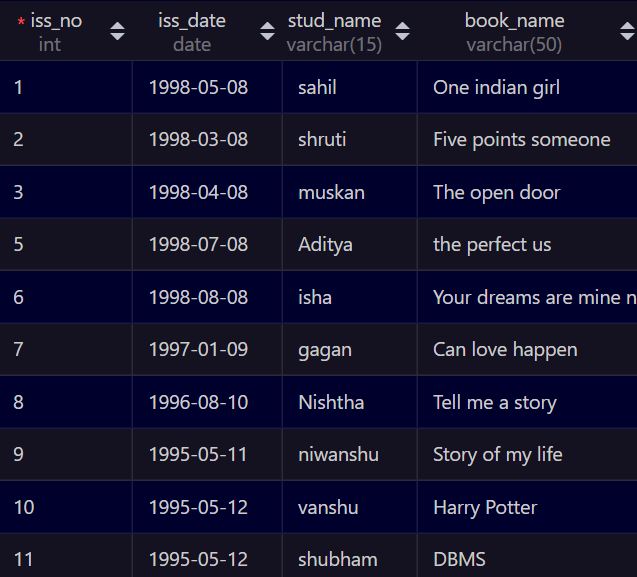 * iss_no iss_date stud_name book_name
int date varchar(15) varchar(50)
1 1998-05-08 sahil One indian girl
2 1998-03-08 shruti Five points someone
3 1998-04-08 muskan The open door
5 1998-07-08 Aditya the perfect us
6 1998-08-08 isha Your dreams are mine n
7 1997-01-09 gagan Can love happen
8 1996-08-10 Nishtha Tell me a story
9 1995-05-11 niwanshu Story of my life
10 1995-05-12 vanshu Harry Potter
11 1995-05-12 shubham DBMS